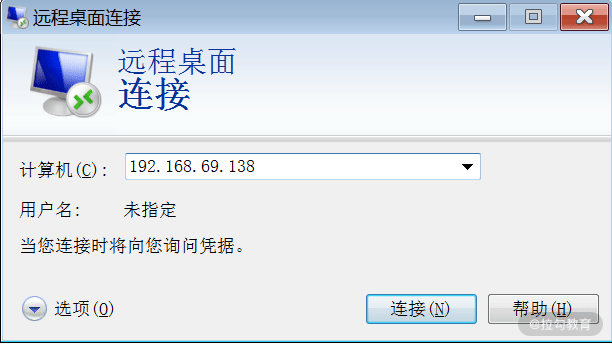 远程桌面连接
远程桌面
连接
计算机(C): 192.168.69.138
用户名: 未指定
当您连接时将向您询问凭据。
选项(O) 连接(N) 帮助(H)
@拉勾教育